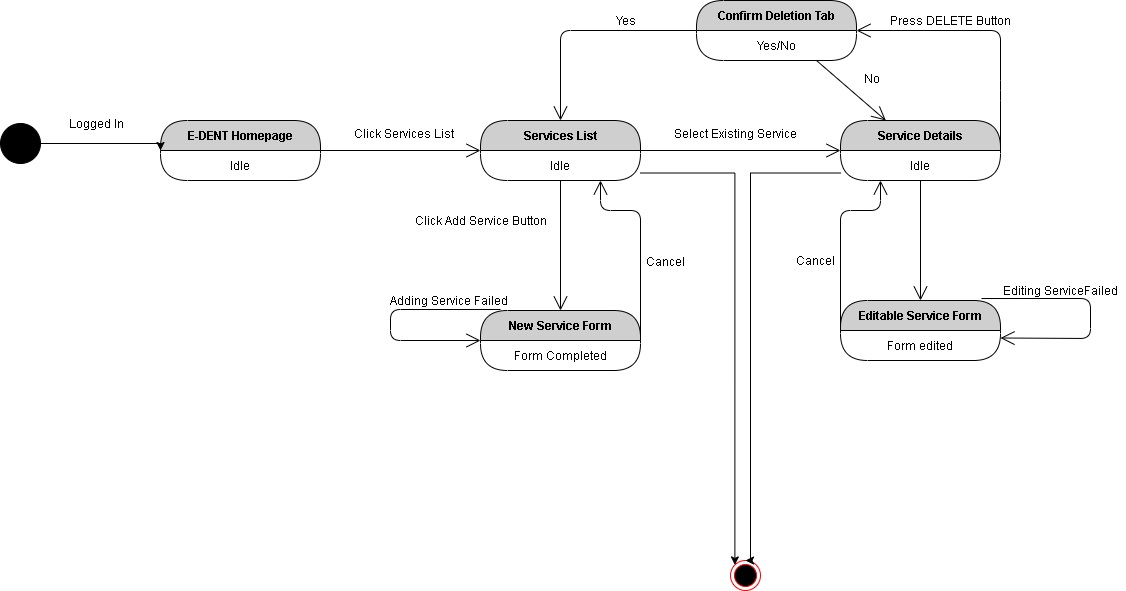 Confirm Deletion Tab
Yes
Press DELETE Button
Yes/No
No
Logged In
E-DENT Homepage
Click Services List
Services List
Select Existing Service
Service Details
Idle
Idle
Idle
Click Add Service Button
Cancel
Cancel
Adding Service Failed
Editing ServiceFailed
New Service Form
Editable Service Form
Form Completed
Form edited